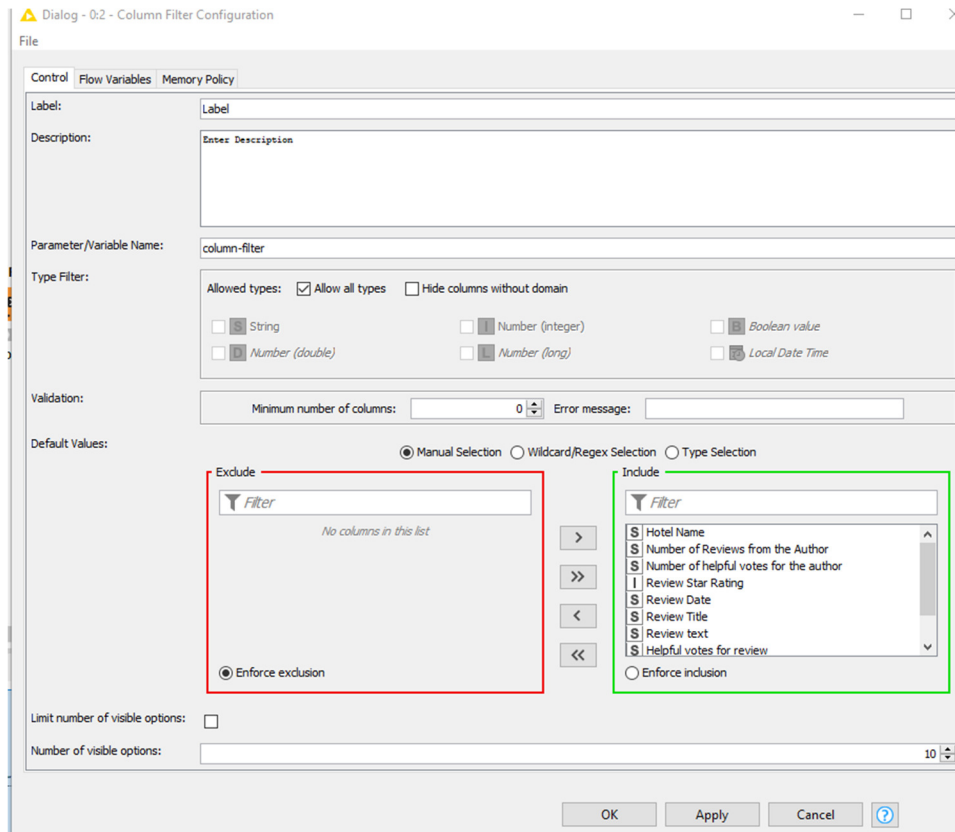 Dialog - 0:2 - Column Filter Configuration
File
Control Flow Variables Memory Policy
Label: Label
Description: Enter Description
Parameter/Variable Name: column-filter
Type Filter:
Allowed types: Allow all types Hide columns without domain
S String I Number (integer) B Boolean value
D Number (double) L Number (long) Local Date Time
Validation:
Minimum number of columns: 0 Error message:
Default Values:
Manual Selection Wildcard/Regex Selection Type Selection
Exclude Include
Filter Filter
No columns in this list
S Hotel Name
S Number of Reviews from the Author
S Number of helpful votes for the author
I Review Star Rating
S Review Date
S Review Title
S Review text
S Helpful votes for review
> 
>>
<
<<
Enforce exclusion Enforce inclusion
Limit number of visible options:
Number of visible options: 10
OK Apply Cancel ?